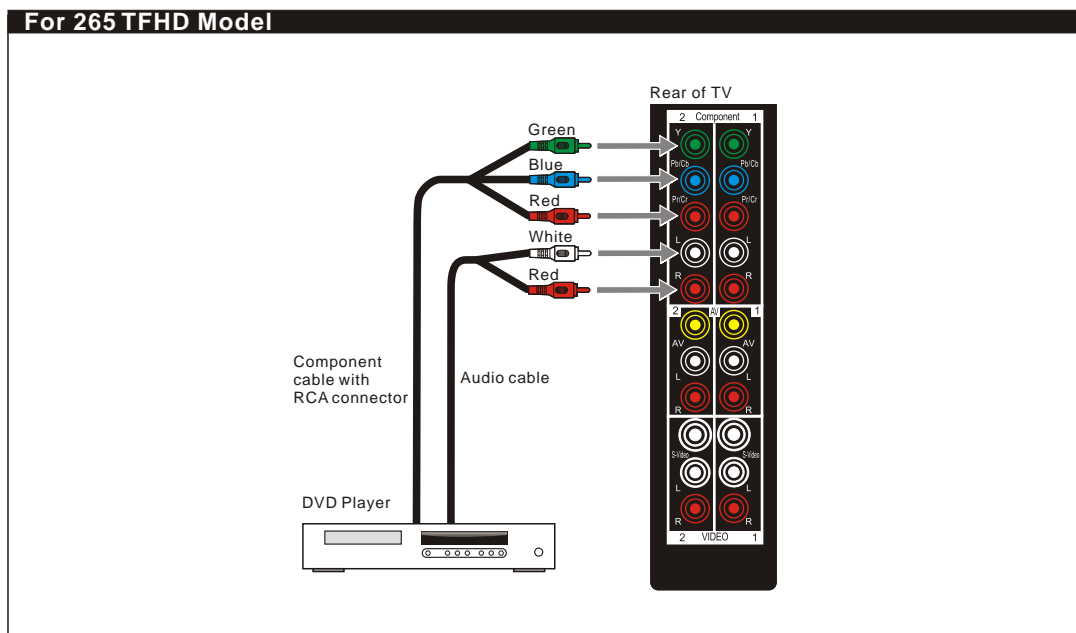 For 265 TFHD Model
Rear of TV
2 Component 1
Green
Y Y
Blue
Pb/Cb Pb/Cb
Red
Pr/Cr Pr/Cr
White
L L
Red
R R
2 AV 1
AV AV
Component
cable with
RCA connector
Audio cable
L L
R R
S-Video S-Video
L L
DVD Player
R R
2 VIDEO 1